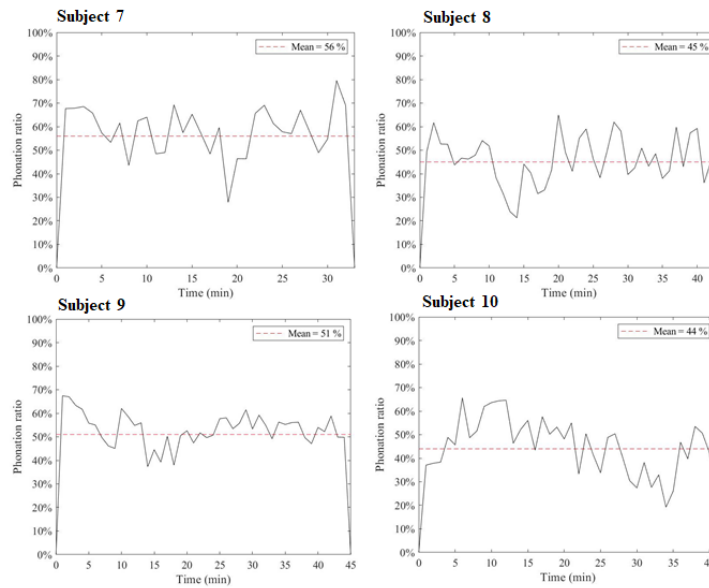 Subject 7
Mean = 56 %
100%
90%
80%
70%
60%
50%
40%
30%
20%
10%
0%
Phonation ratio
0 5 10 15 20 25 30
Time (min)
Subject 8
Mean = 45 %
100%
90%
80%
70%
60%
50%
40%
30%
20%
10%
0%
Phonation ratio
0 5 10 15 20 25 30 35 40
Time (min)
Subject 9
Mean = 51 %
100%
90%
80%
70%
60%
50%
40%
30%
20%
10%
0%
Phonation ratio
0 5 10 15 20 25 30 35 40 45
Time (min)
Subject 10
Mean = 44 %
100%
90%
80%
70%
60%
50%
40%
30%
20%
10%
0%
Phonation ratio
0 5 10 15 20 25 30 35 40
Time (min)